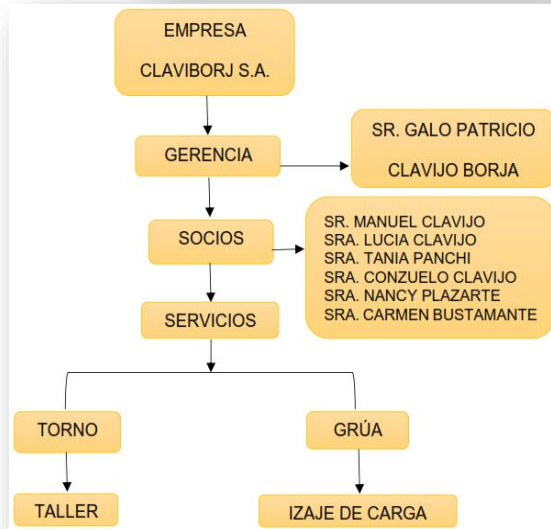 EMPRESA
CLAVIBORJ S.A.
GERENCIA
SR. GALO PATRICIO
CLAVIJO BORJA
SOCIOS
SR. MANUEL CLAVIJO
SRA. LUCIA CLAVIJO
SRA. TANIA PANCHI
SRA. CONZUELO CLAVIJO
SRA. NANCY PLAZARTE
SRA. CARMEN BUSTAMANTE
SERVICIOS
TORNO
GRÚA
TALLER
IZAJE DE CARGA